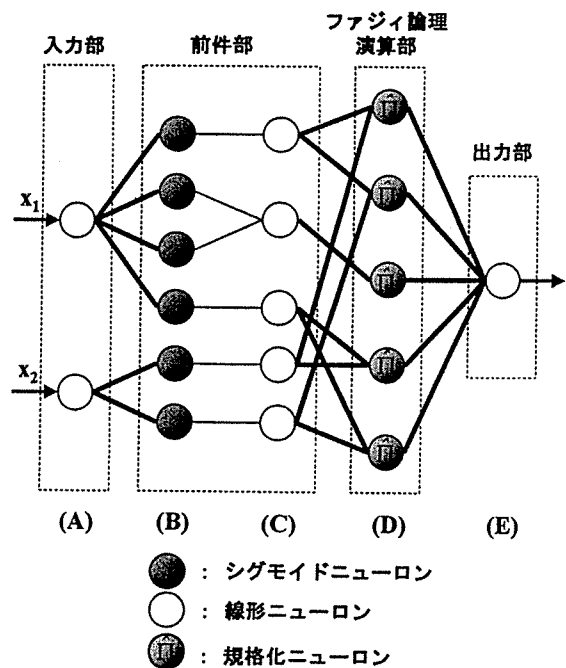 ファジィ論理
入力部 前件部 演算部
出力部
x1
x2
Π̂
Π̂
Π̂
Π̂
Π̂
(A) (B) (C) (D) (E)
: シグモイドニューロン
: 線形ニューロン
Π̂ : 規格化ニューロン